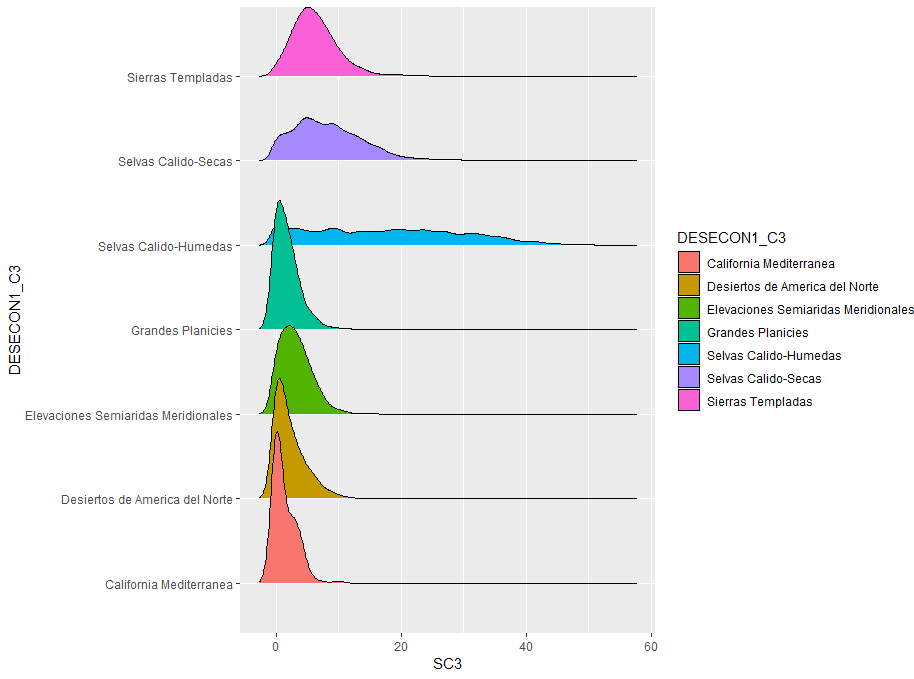 Sierras Templadas
Selvas Calido-Secas
Selvas Calido-Humedas
Grandes Planicies
Elevaciones Semiaridas Meridionales
Desiertos de America del Norte
California Mediterranea
DESECON1_C3
0 20 40 60
SC3
DESECON1_C3
California Mediterranea
Desiertos de America del Norte
Elevaciones Semiaridas Meridionales
Grandes Planicies
Selvas Calido-Humedas
Selvas Calido-Secas
Sierras Templadas